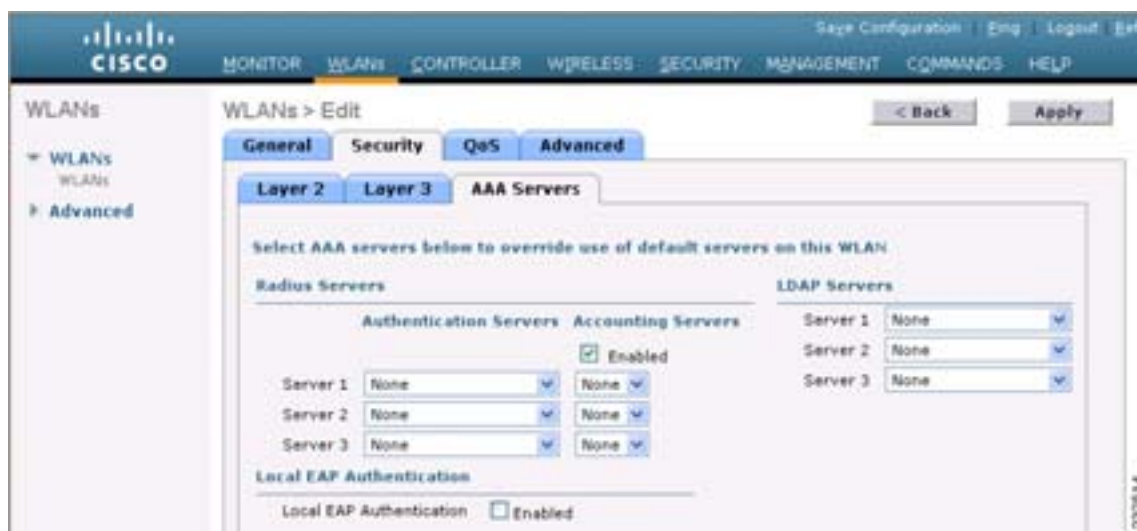 Save Configuration Ping Logout
CISCO
MONITOR WLANs CONTROLLER WIRELESS SECURITY MANAGEMENT COMMANDS HELP
WLANs
WLANs
WLANs
Advanced
WLANs > Edit
< Back Apply
General Security QoS Advanced
Layer 2 Layer 3 AAA Servers
Select AAA servers below to override use of default servers on this WLAN
Radius Servers
Authentication Servers Accounting Servers
Enabled
Server 1 None None
Server 2 None None
Server 3 None None
LDAP Servers
Server 1 None
Server 2 None
Server 3 None
Local EAP Authentication
Local EAP Authentication Enabled